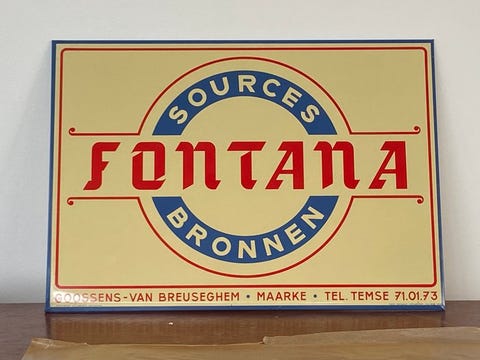 SOURCES
FONTANA
BRONNEN
GOOSSENS-VAN BREUSEGHEM • MAARKE • TEL. TEMSE 71.01.73